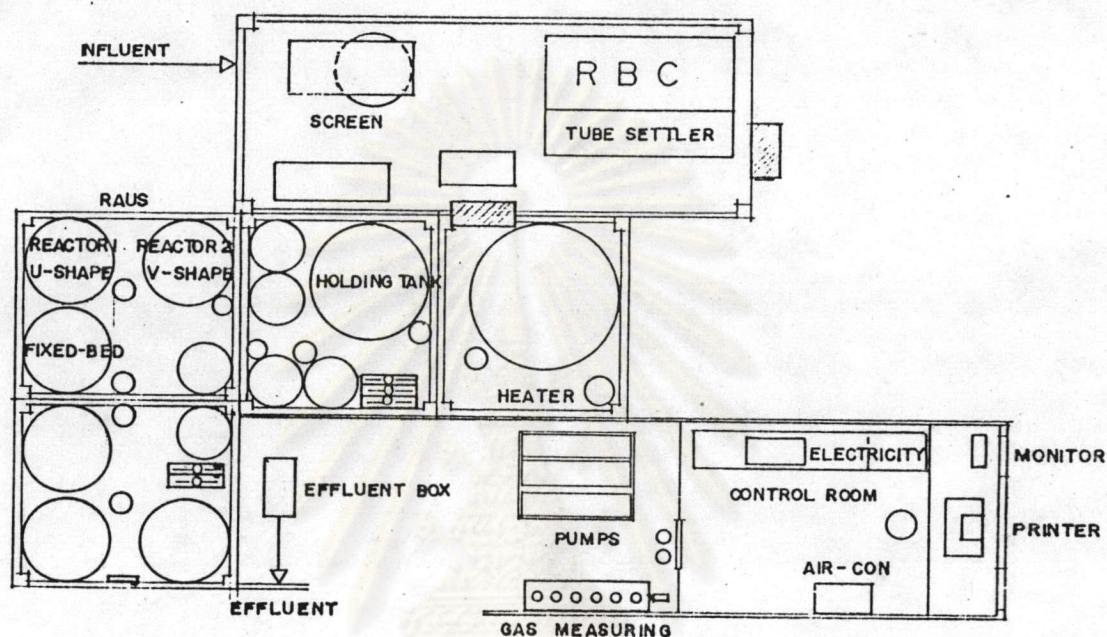 INFLUENT
R B C
SCREEN
TUBE SETTLER
RAUS
REACTOR 1
U-SHAPE
REACTOR 2
V-SHAPE
HOLDING TANK
FIXED-BED
HEATER
EFFLUENT BOX
ELECTRICITY
MONITOR
CONTROL ROOM
PUMPS
PRINTER
AIR-CON
EFFLUENT
GAS MEASURING